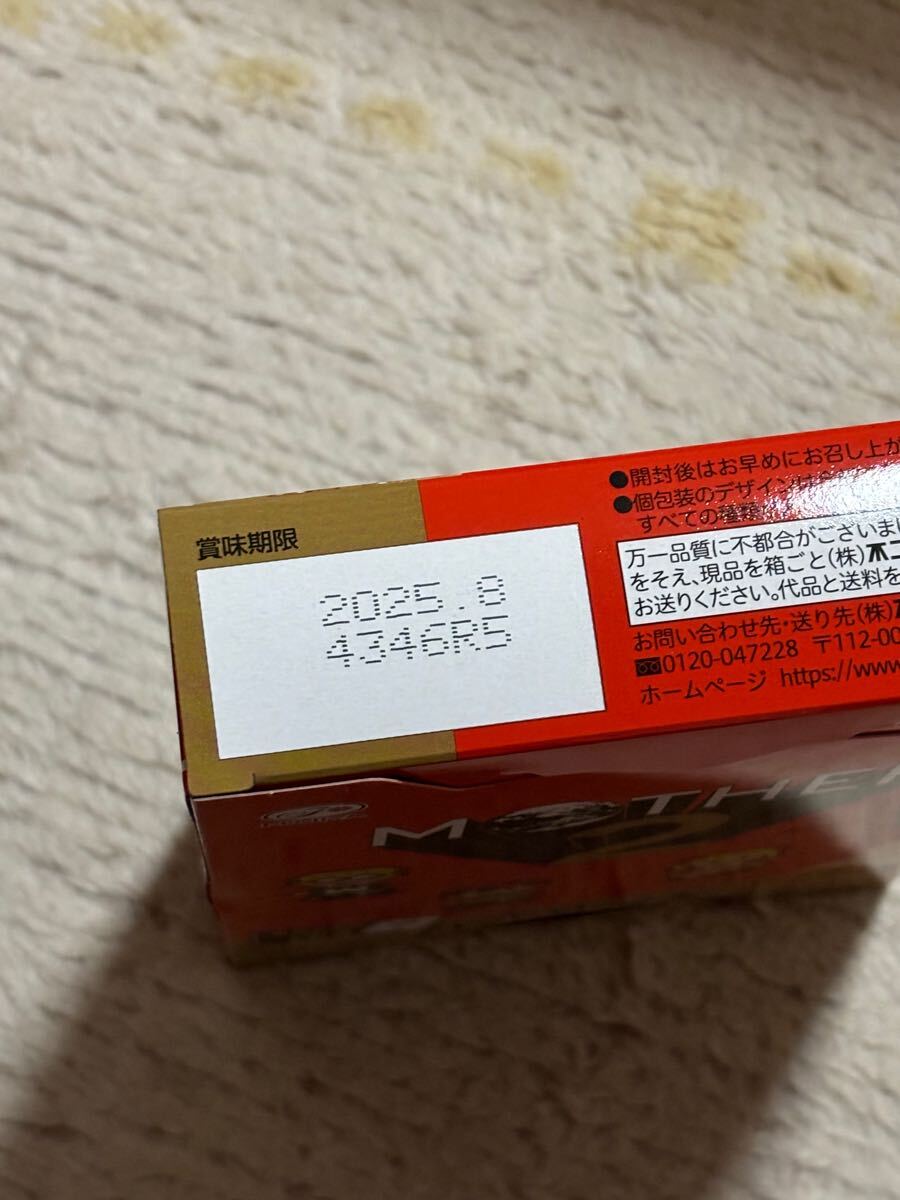 賞味期限
2025.8
4346R5
●開封後はお早めにお召し上が
●個包装のデザインは
すべての種類
万一品質に不都合がございま
をそえ、現品を箱ごと(株)不二
お送りください。代品と送料を
お問い合わせ先・送り先(株)
0120-047228 〒112-00
ホームページ https://www
MOTHER